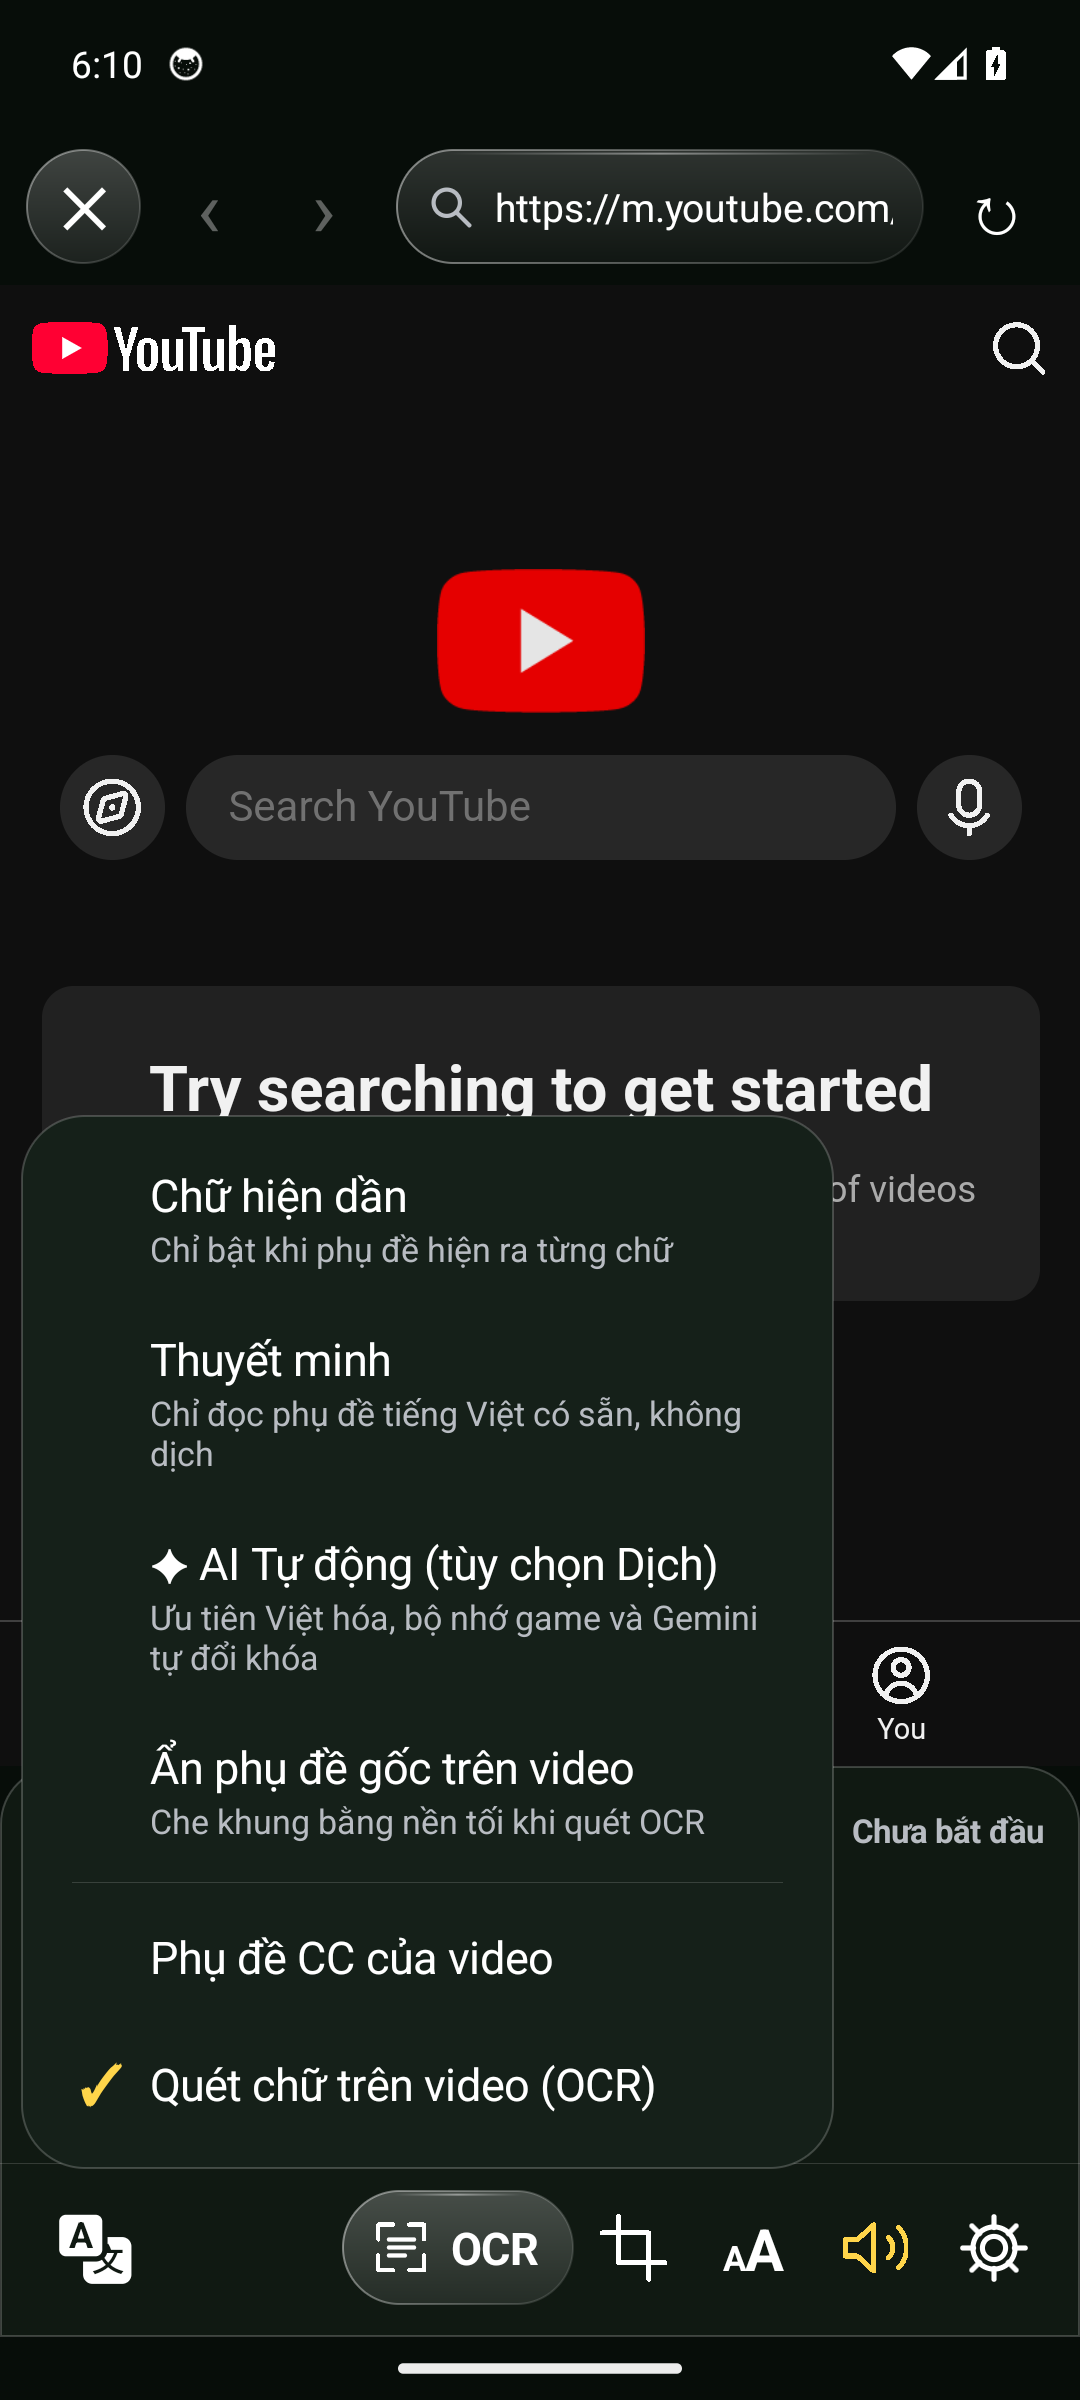 6:10
https://m.youtube.com/
YouTube
Search YouTube
Try searching to get started
of videos
Chữ hiện dần
Chỉ bật khi phụ đề hiện ra từng chữ
Thuyết minh
Chỉ đọc phụ đề tiếng Việt có sẵn, không
dịch
AI Tự động (tùy chọn Dịch)
Ưu tiên Việt hóa, bộ nhớ game và Gemini
tự đổi khóa
You
Ẩn phụ đề gốc trên video
Che khung bằng nền tối khi quét OCR
Chưa bắt đầu
Phụ đề CC của video
Quét chữ trên video (OCR)
A 文
OCR
AA